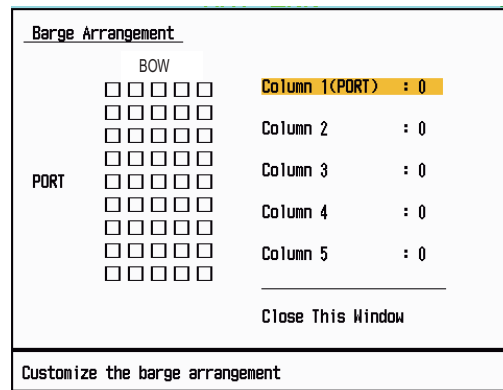 Barge Arrangement
BOW
PORT
Column 1(PORT) : 0
Column 2 : 0
Column 3 : 0
Column 4 : 0
Column 5 : 0
Close This Window
Customize the barge arrangement